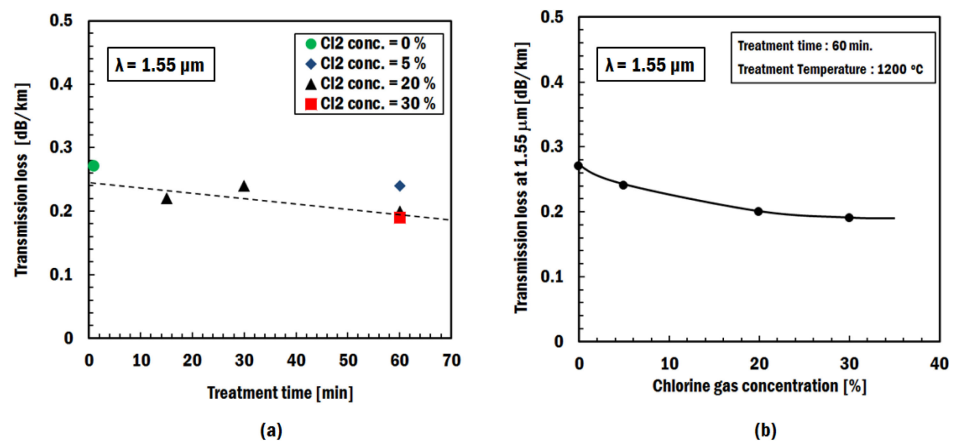 0.5
0.4
0.3
0.2
0.1
0
Transmission loss [dB/km]
λ = 1.55 μm
Cl2 conc. = 0 %
Cl2 conc. = 5 %
Cl2 conc. = 20 %
Cl2 conc. = 30 %
0 10 20 30 40 50 60 70
Treatment time [min]
(a)
0.5
0.4
0.3
0.2
0.1
0
Transmission loss at 1.55 μm [dB/km]
λ = 1.55 μm
Treatment time : 60 min.
Treatment Temperature : 1200 °C
0 10 20 30 40
Chlorine gas concentration [%]
(b)